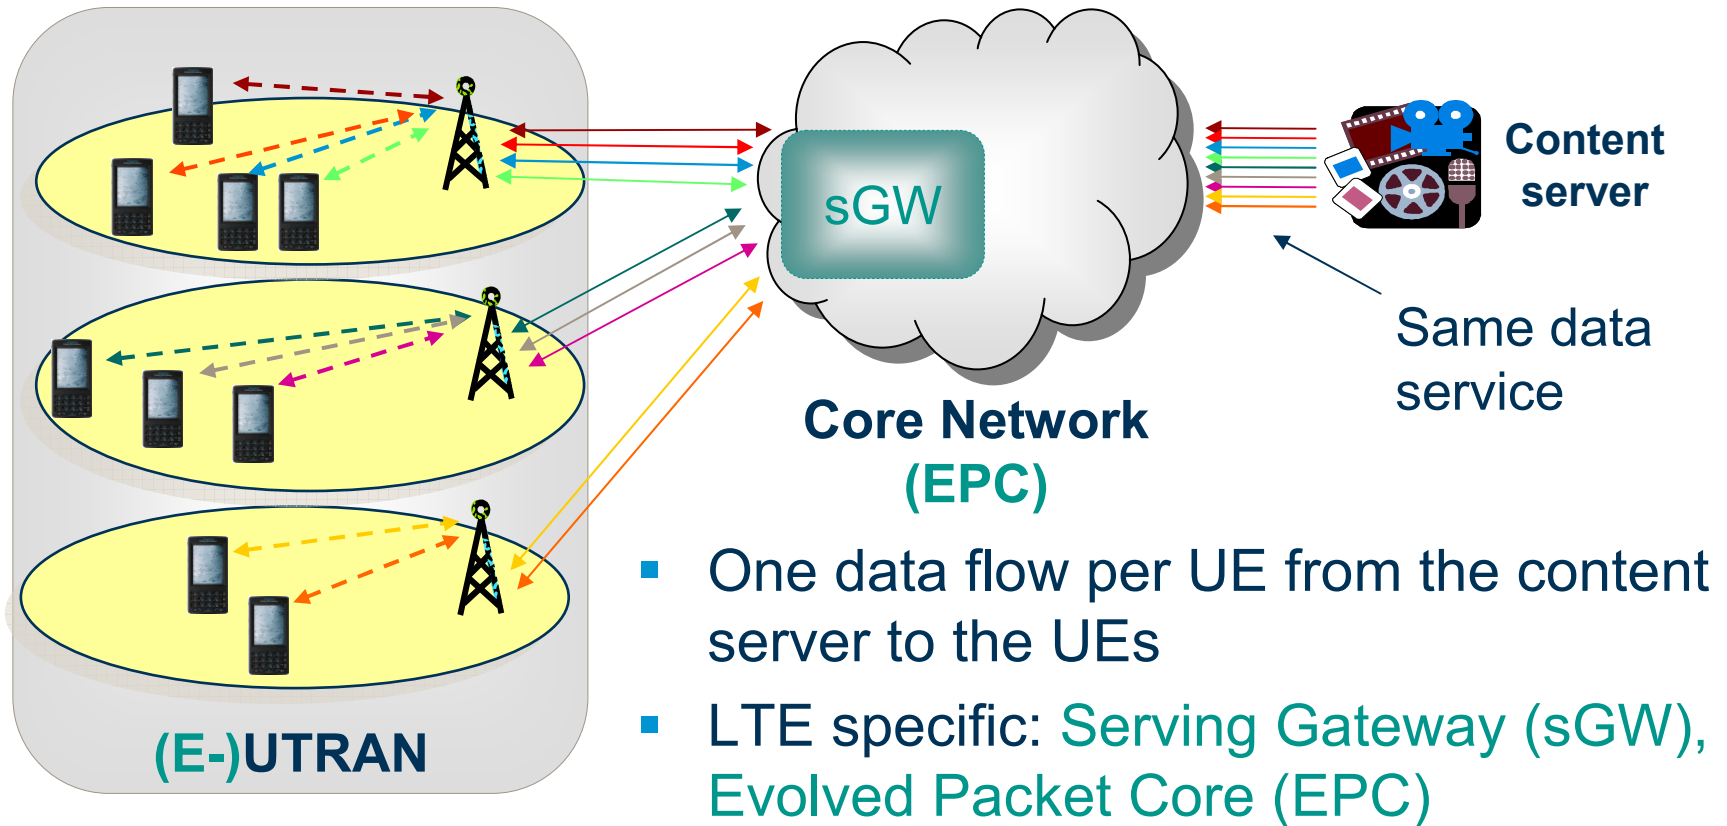 sGW
Content
server
Same data
service
Core Network
(EPC)
(E-)UTRAN
▪ One data flow per UE from the content
server to the UEs
▪ LTE specific: Serving Gateway (sGW),
Evolved Packet Core (EPC)